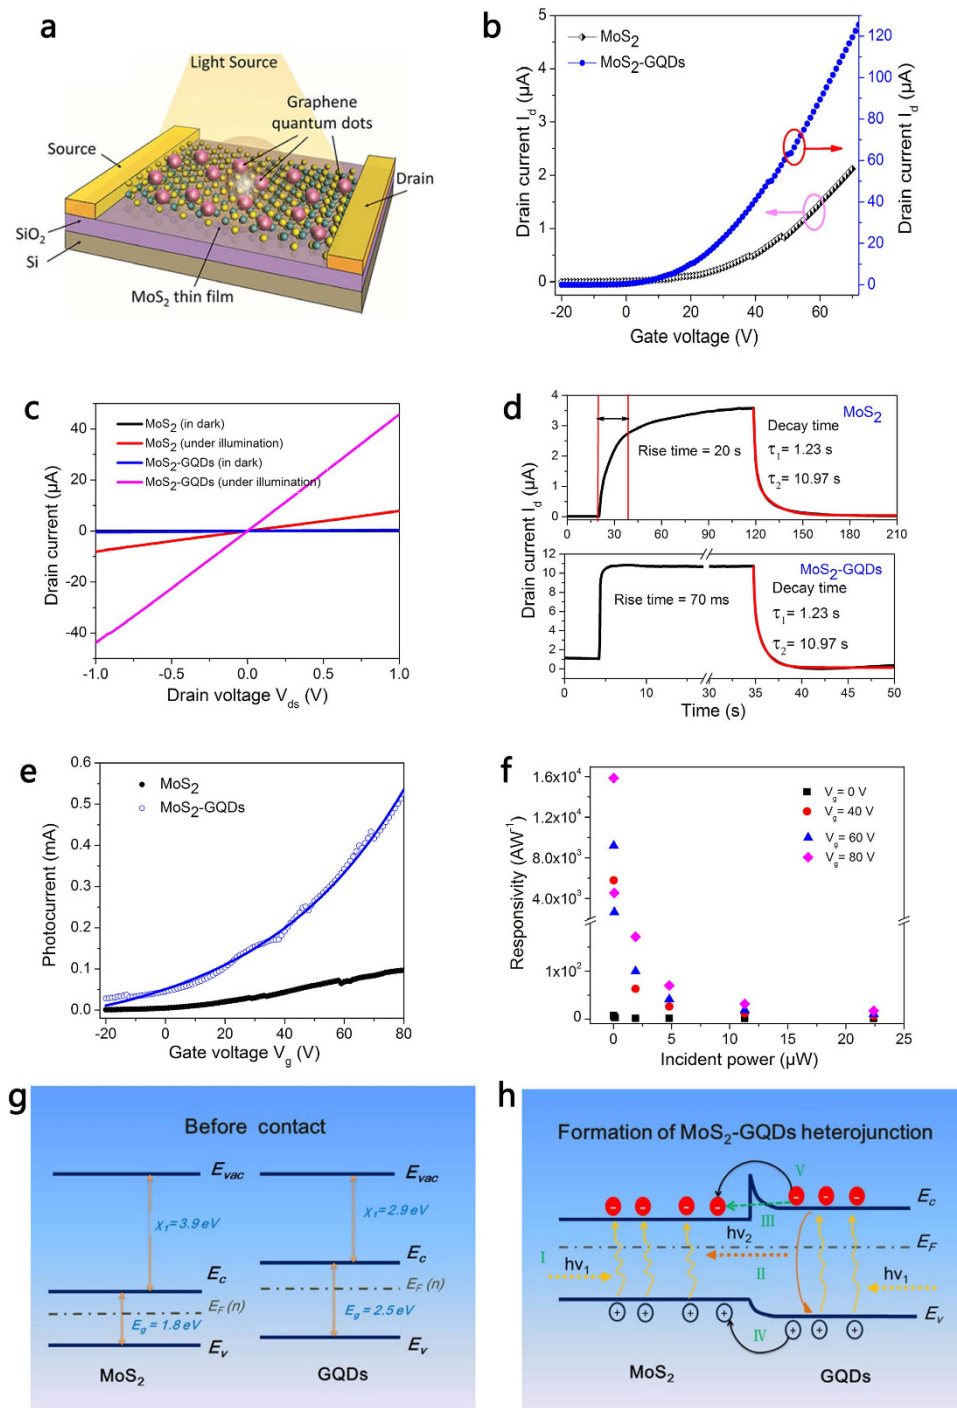 a
Light Source
Graphene
quantum dots
Source
Drain
SiO2
Si
MoS2 thin film
b
MoS2
MoS2-GQDs
Drain current Id (μA)
5
4
3
2
1
0
Drain current Id (μA)
120
100
80
60
40
20
0
-20 0 20 40 60
Gate voltage (V)
c
MoS2 (in dark)
MoS2 (under illumination)
MoS2-GQDs (in dark)
MoS2-GQDs (under illumination)
Drain current (μA)
40
20
0
-20
-40
-1.0 -0.5 0.0 0.5 1.0
Drain voltage Vds (V)
d
Drain current Id (μA)
4
3
2
1
0
MoS2
Rise time = 20 s
Decay time
τ1= 1.23 s
τ2= 10.97 s
0 30 60 90 120 150 180 210
12
10
8
6
4
2
0
MoS2-GQDs
Rise time = 70 ms
Decay time
τ1= 1.23 s
τ2= 10.97 s
0 10 30 40 50
Time (s)
e
MoS2
MoS2-GQDs
Photocurrent (mA)
0.6
0.5
0.4
0.3
0.2
0.1
0.0
-20 0 20 40 60 80
Gate voltage Vg (V)
f
Vg= 0 V
Vg= 40 V
Vg= 60 V
Vg= 80 V
Responsivity (AW-1)
1.6x10^4
8.0x10^3
4.0x10^3
1x10^2
0
0 5 10 15 20 25
Incident power (μW)
g
Before contact
Evac
χ1= 3.9 eV
Ec
EF (n)
Eg = 1.8 eV
Ev
MoS2
Evac
χ1= 2.9 eV
Ec
EF (n)
Eg = 2.5 eV
Ev
GQDs
h
Formation of MoS2-GQDs heterojunction
V
Ec
III
hν2
EF
I
II
hν1
hν1
Ev
IV
MoS2
GQDs